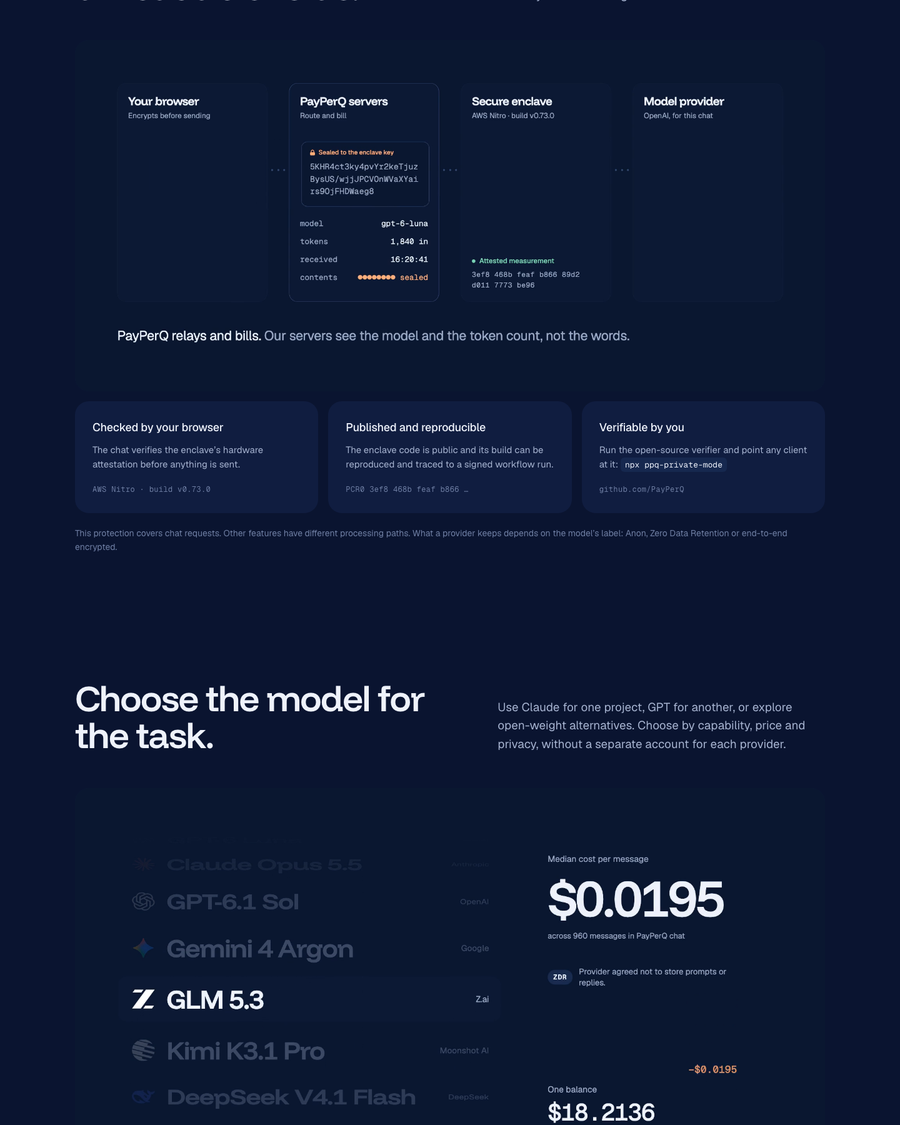 Your browser
Encrypts before sending
PayPerQ servers
Route and bill
Sealed to the enclave key
5KHR4ct3ky4pvYr2keTjuz
BysUS/wjjJPCVOnWVaXYai
rs9OjFHDWaeg8
model gpt-6-luna
tokens 1,840 in
received 16:20:41
contents ●●●●●●●● sealed
Secure enclave
AWS Nitro · build v0.73.0
Attested measurement
3ef8 468b feaf b866 89d2
d011 7773 be96
Model provider
OpenAI, for this chat
PayPerQ relays and bills. Our servers see the model and the token count, not the words.
Checked by your browser
The chat verifies the enclave's hardware
attestation before anything is sent.
AWS Nitro · build v0.73.0
Published and reproducible
The enclave code is public and its build can be
reproduced and traced to a signed workflow run.
PCR0 3ef8 468b feaf b866 …
Verifiable by you
Run the open-source verifier and point any client
at it: npx ppq-private-mode
github.com/PayPerQ
This protection covers chat requests. Other features have different processing paths. What a provider keeps depends on the model's label: Anon, Zero Data Retention or end-to-end
encrypted.
Choose the model for
the task.
Use Claude for one project, GPT for another, or explore
open-weight alternatives. Choose by capability, price and
privacy, without a separate account for each provider.
Claude Opus 5.5
GPT-6.1 Sol OpenAI
Gemini 4 Argon Google
GLM 5.3 Z.ai
Kimi K3.1 Pro Moonshot AI
DeepSeek V4.1 Flash DeepSeek
Median cost per message
$0.0195
across 960 messages in PayPerQ chat
ZDR Provider agreed not to store prompts or
replies.
−$0.0195
One balance
$18.2136